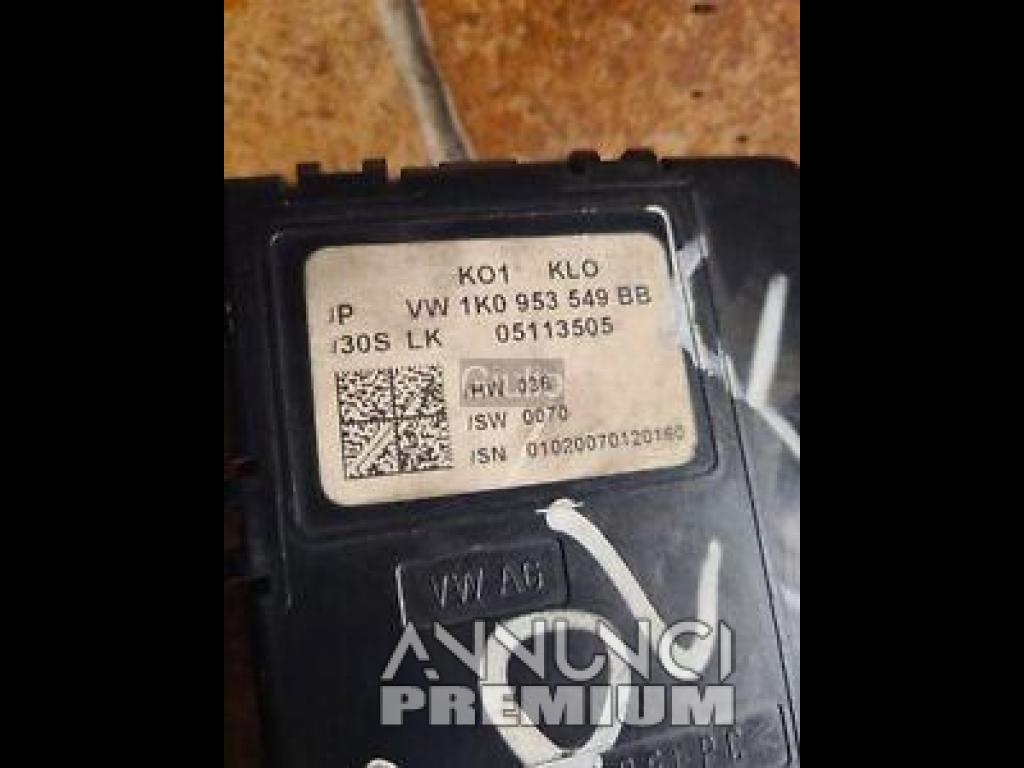 KO1 KLO
/P VW 1K0 953 549 BB
/30S LK 05113505
/HW 036
/SW 0070
/SN 01020070120160
VW AG
ANNUNCI
PREMIUM